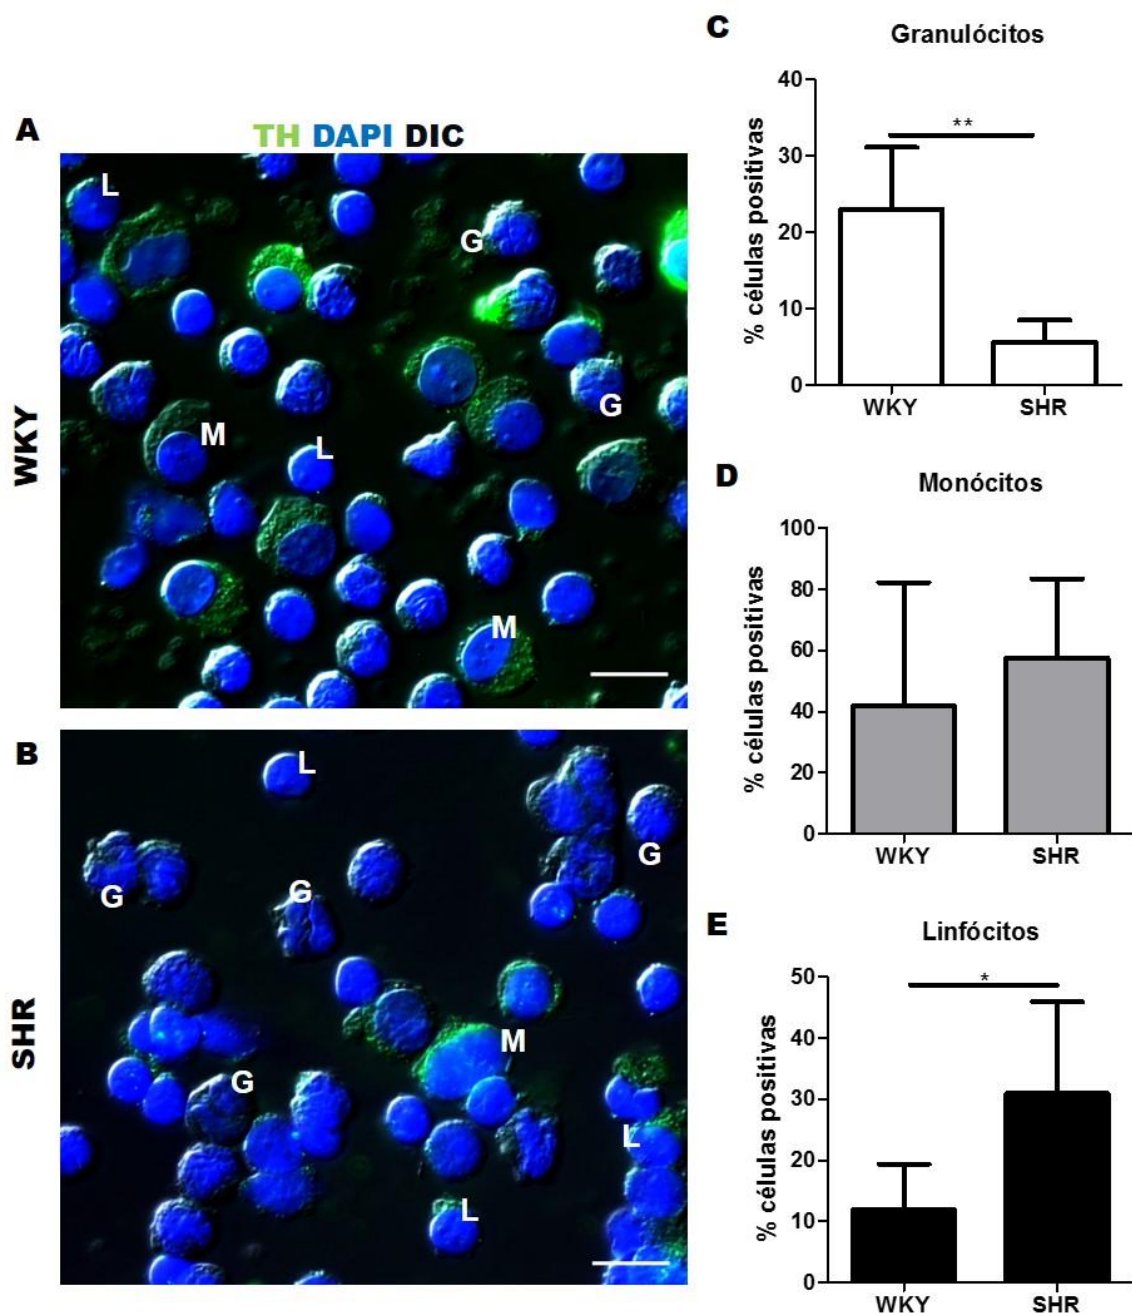 A
TH DAPI DIC
WKY
L
G
G
M
L
M
B
SHR
L
G
G
G
M
G
L
L
C
Granulócitos
% células positivas
40
30
20
10
0
**
WKY SHR
D
Monócitos
% células positivas
100
80
60
40
20
0
WKY SHR
E
Linfócitos
% células positivas
50
40
30
20
10
0
*
WKY SHR